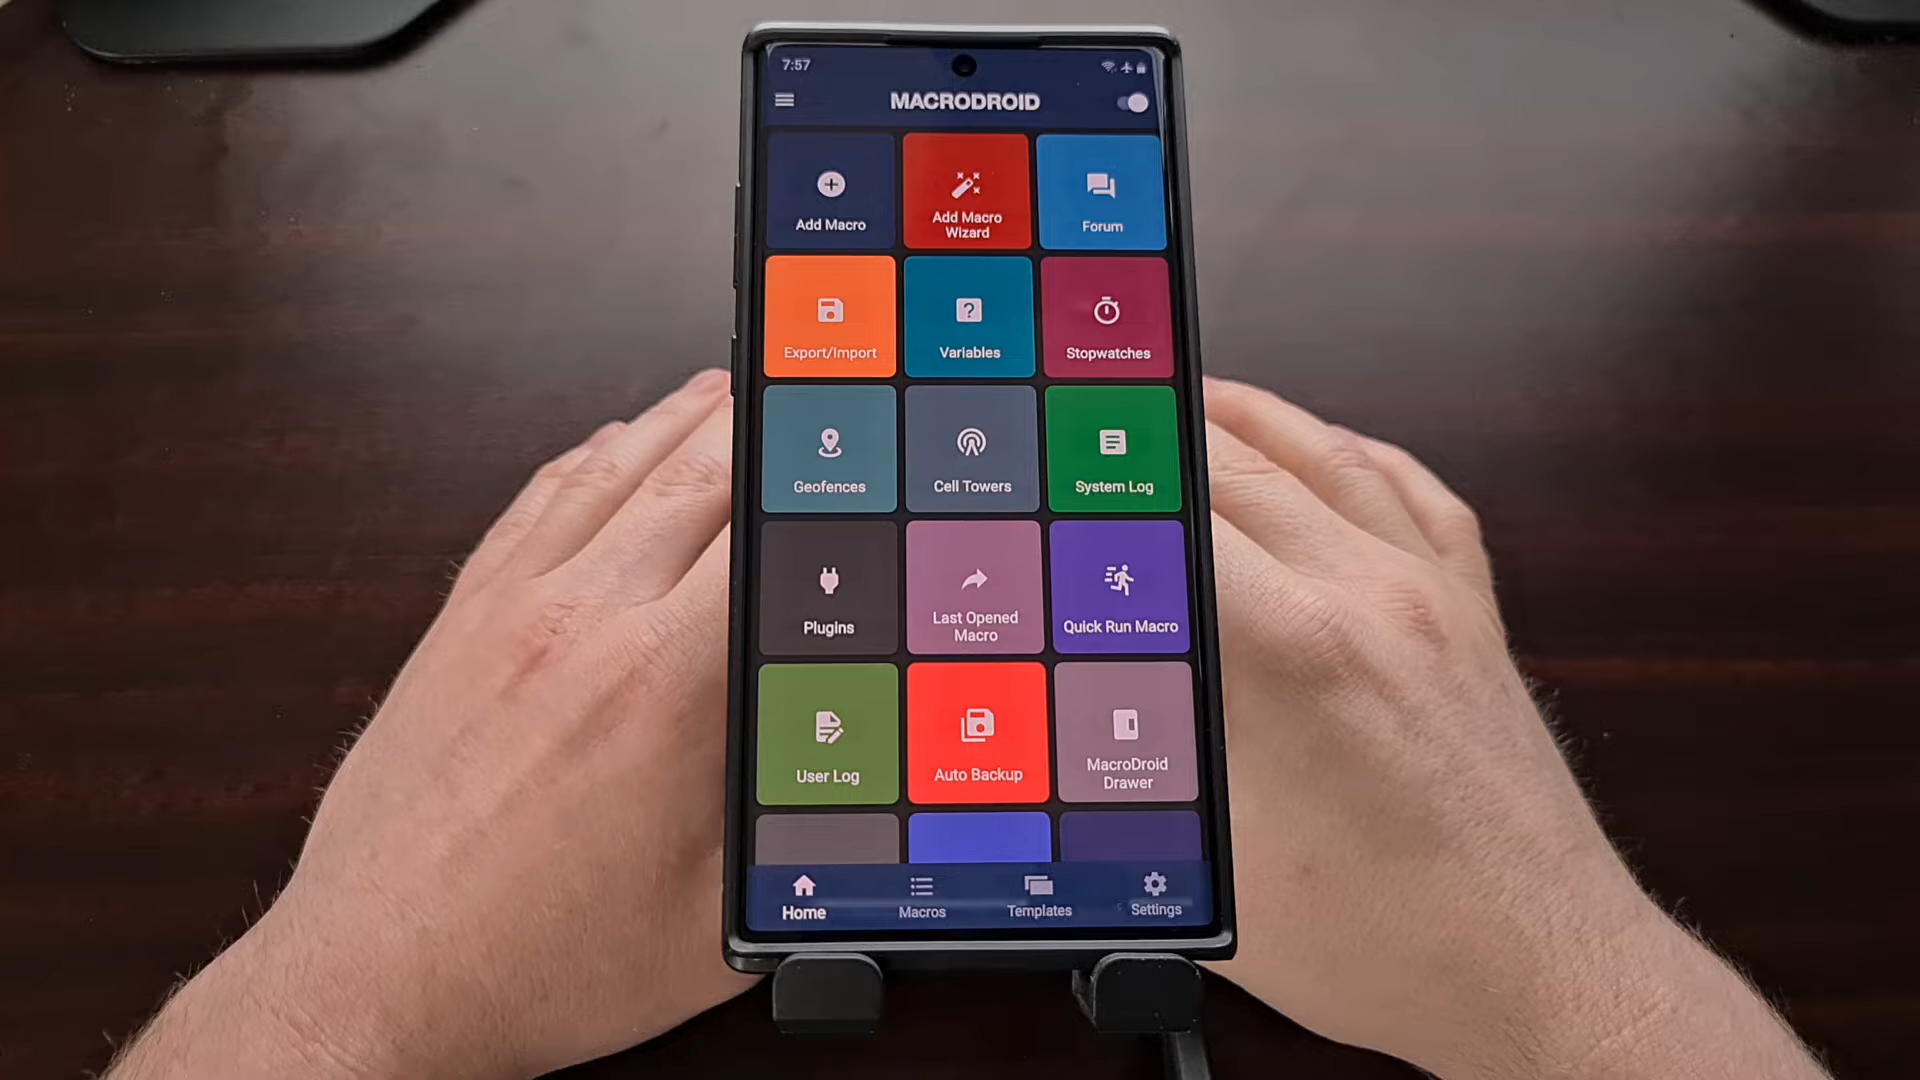 7:57
MACRODROID
Add Macro
Add Macro
Wizard
Forum
Export/Import
?
Variables
Stopwatches
Geofences
Cell Towers
System Log
Plugins
Last Opened
Macro
Quick Run Macro
User Log
Auto Backup
MacroDroid
Drawer
Home
Macros
Templates
Settings